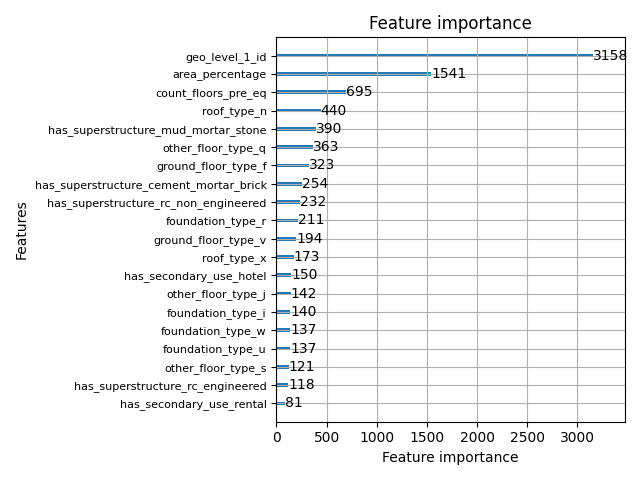 Feature importance
geo_level_1_id 3158
area_percentage 1541
count_floors_pre_eq 695
roof_type_n 440
has_superstructure_mud_mortar_stone 390
other_floor_type_q 363
ground_floor_type_f 323
has_superstructure_cement_mortar_brick 254
has_superstructure_rc_non_engineered 232
foundation_type_r 211
ground_floor_type_v 194
roof_type_x 173
has_secondary_use_hotel 150
other_floor_type_j 142
foundation_type_i 140
foundation_type_w 137
foundation_type_u 137
other_floor_type_s 121
has_superstructure_rc_engineered 118
has_secondary_use_rental 81
Features
0 500 1000 1500 2000 2500 3000
Feature importance